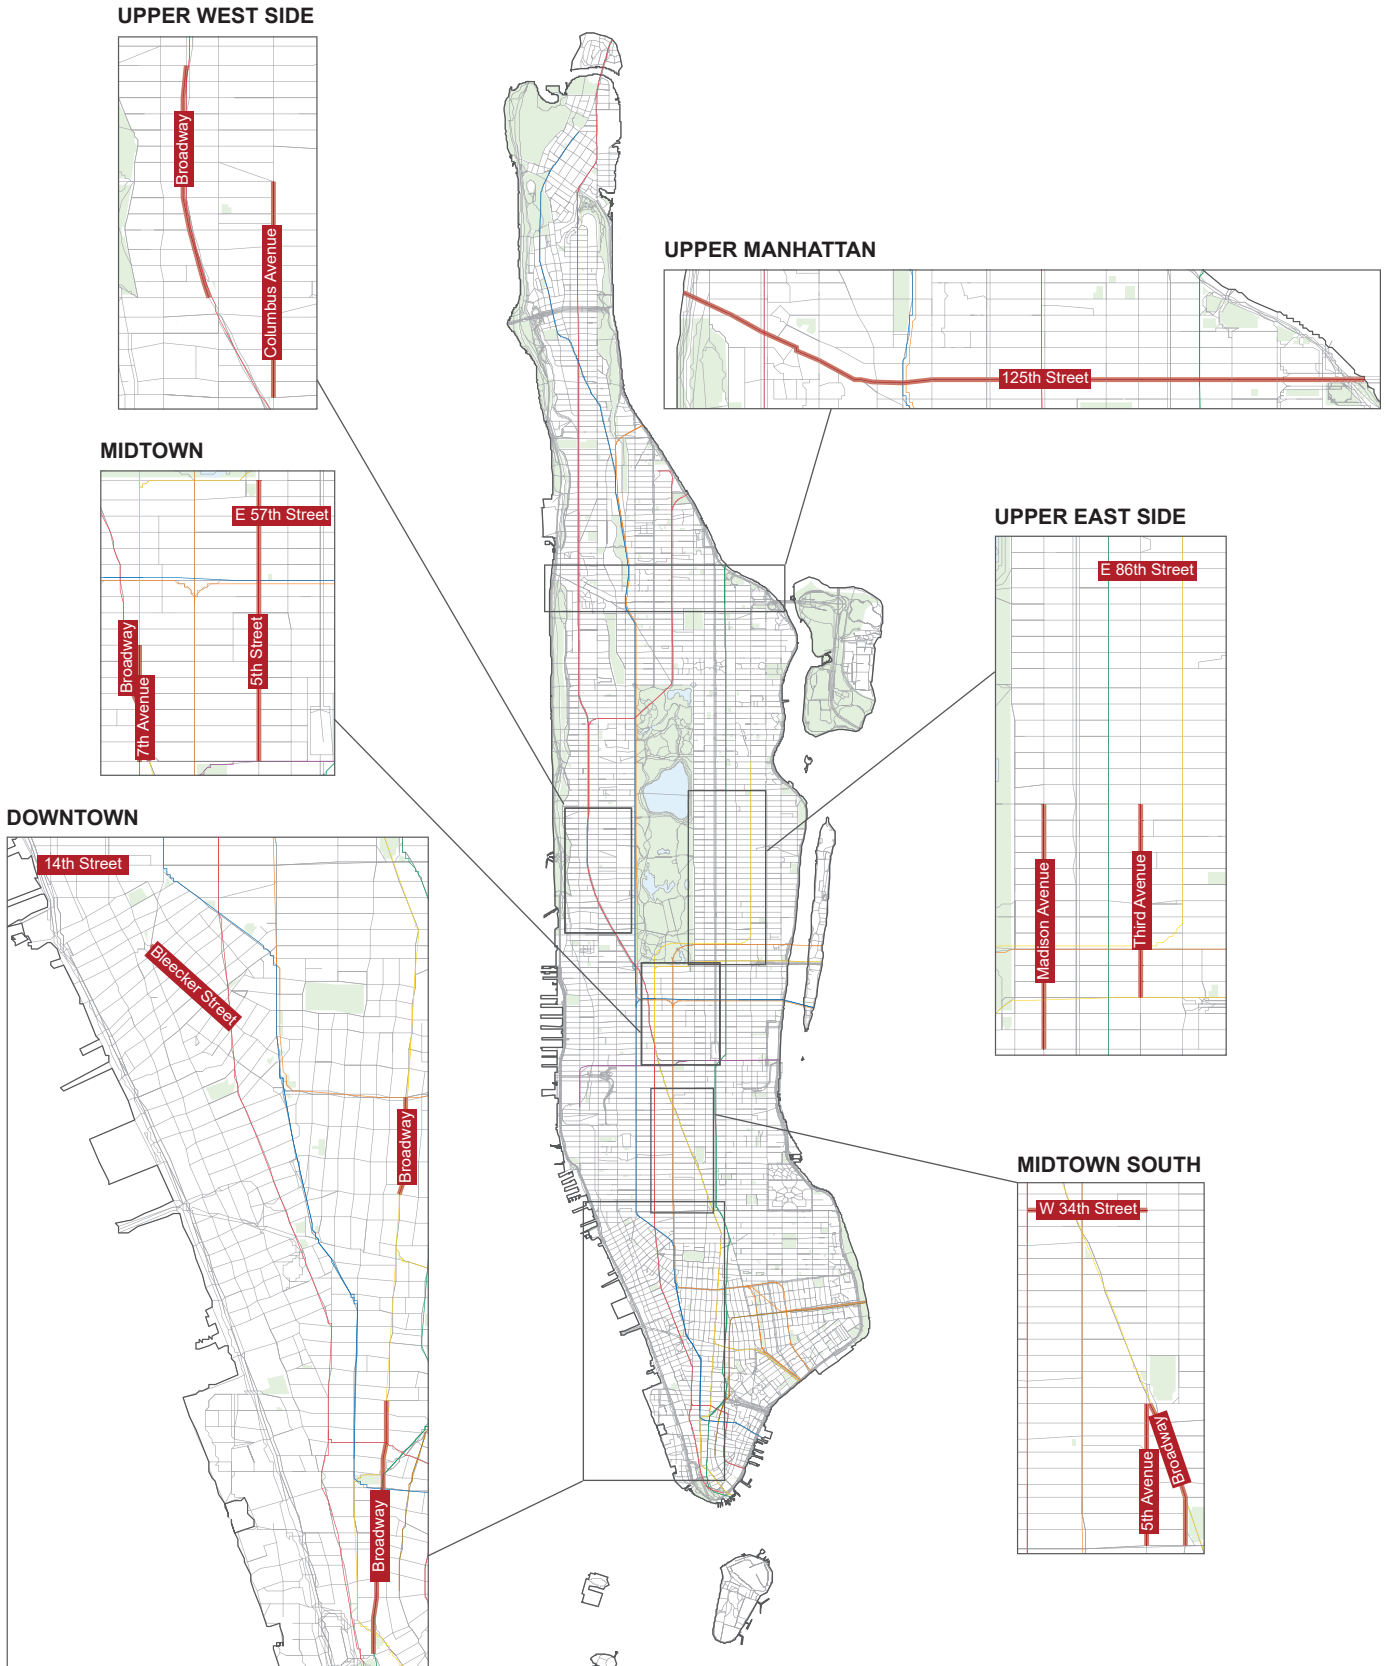 UPPER WEST SIDE
Broadway
Columbus Avenue
UPPER MANHATTAN
125th Street
MIDTOWN
E 57th Street
Broadway
5th Street
7th Avenue
UPPER EAST SIDE
E 86th Street
Madison Avenue
Third Avenue
DOWNTOWN
14th Street
Bleecker Street
Broadway
Broadway
MIDTOWN SOUTH
W 34th Street
Broadway
5th Avenue